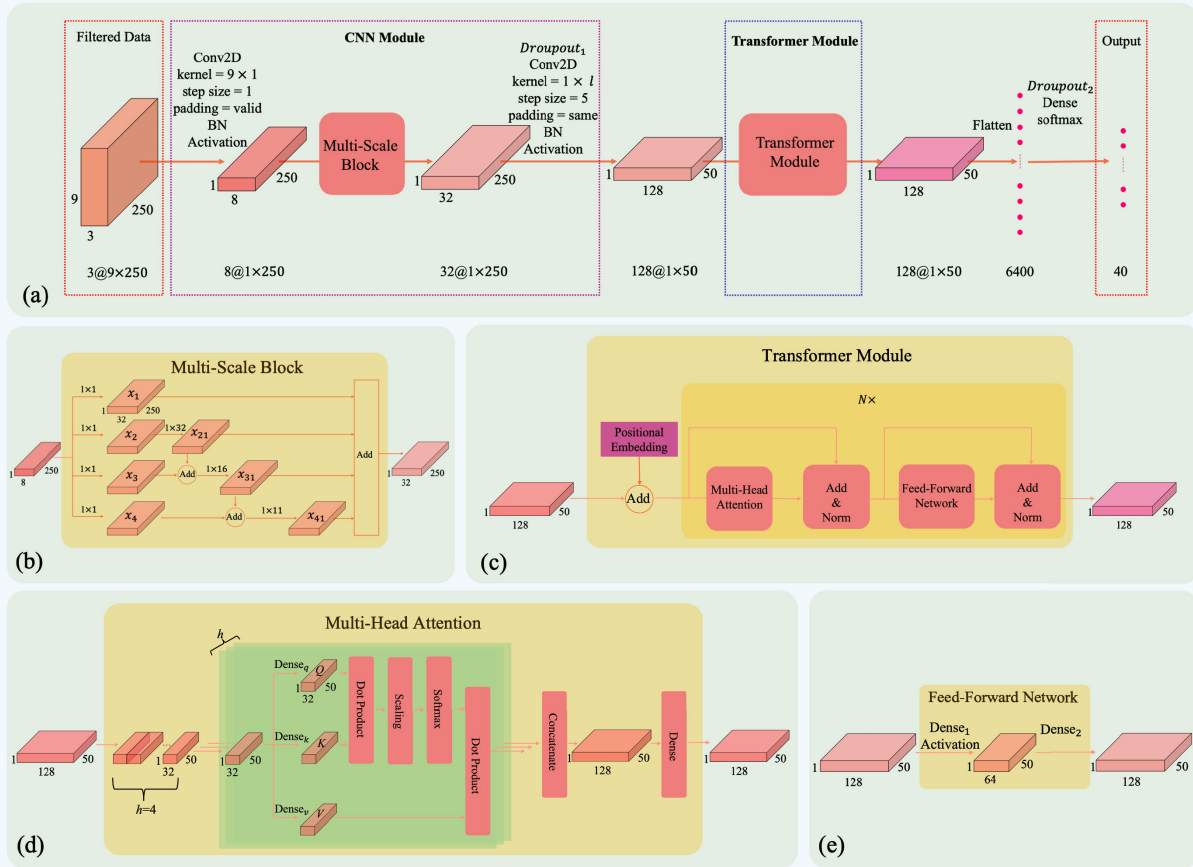 Filtered Data
CNN Module
Transformer Module
Output
Conv2D
kernel = 9 × 1
step size = 1
padding = valid
BN
Activation
Droupout₁
Conv2D
kernel = 1 × l
step size = 5
padding = same
BN
Activation
Multi-Scale
Block
Transformer
Module
Flatten
Droupout₂
Dense
softmax
9
3
250
1
8
250
1
32
250
1
128
50
1
128
50
3@9×250
8@1×250
32@1×250
128@1×50
128@1×50
6400
40
(a)
Multi-Scale Block
1×1
x₁
1
32
250
1×1
x₂
1×32
x₂₁
1×1
x₃
Add
1×16
x₃₁
1×1
x₄
Add
1×11
x₄₁
Add
1
8
250
1
32
250
(b)
Transformer Module
N×
Positional
Embedding
Add
Multi-Head
Attention
Add
&
Norm
Feed-Forward
Network
Add
&
Norm
1
128
50
1
128
50
(c)
Multi-Head Attention
h
1
128
50
1
32
50
h=4
1
32
50
Dense_q
Q
1
32
50
Dense_k
K
Dense_v
V
Dot Product
Scaling
Softmax
Dot Product
Concatenate
1
128
50
Dense
1
128
50
(d)
Feed-Forward Network
Dense₁
Activation
Dense₂
1
128
50
1
64
50
1
128
50
(e)